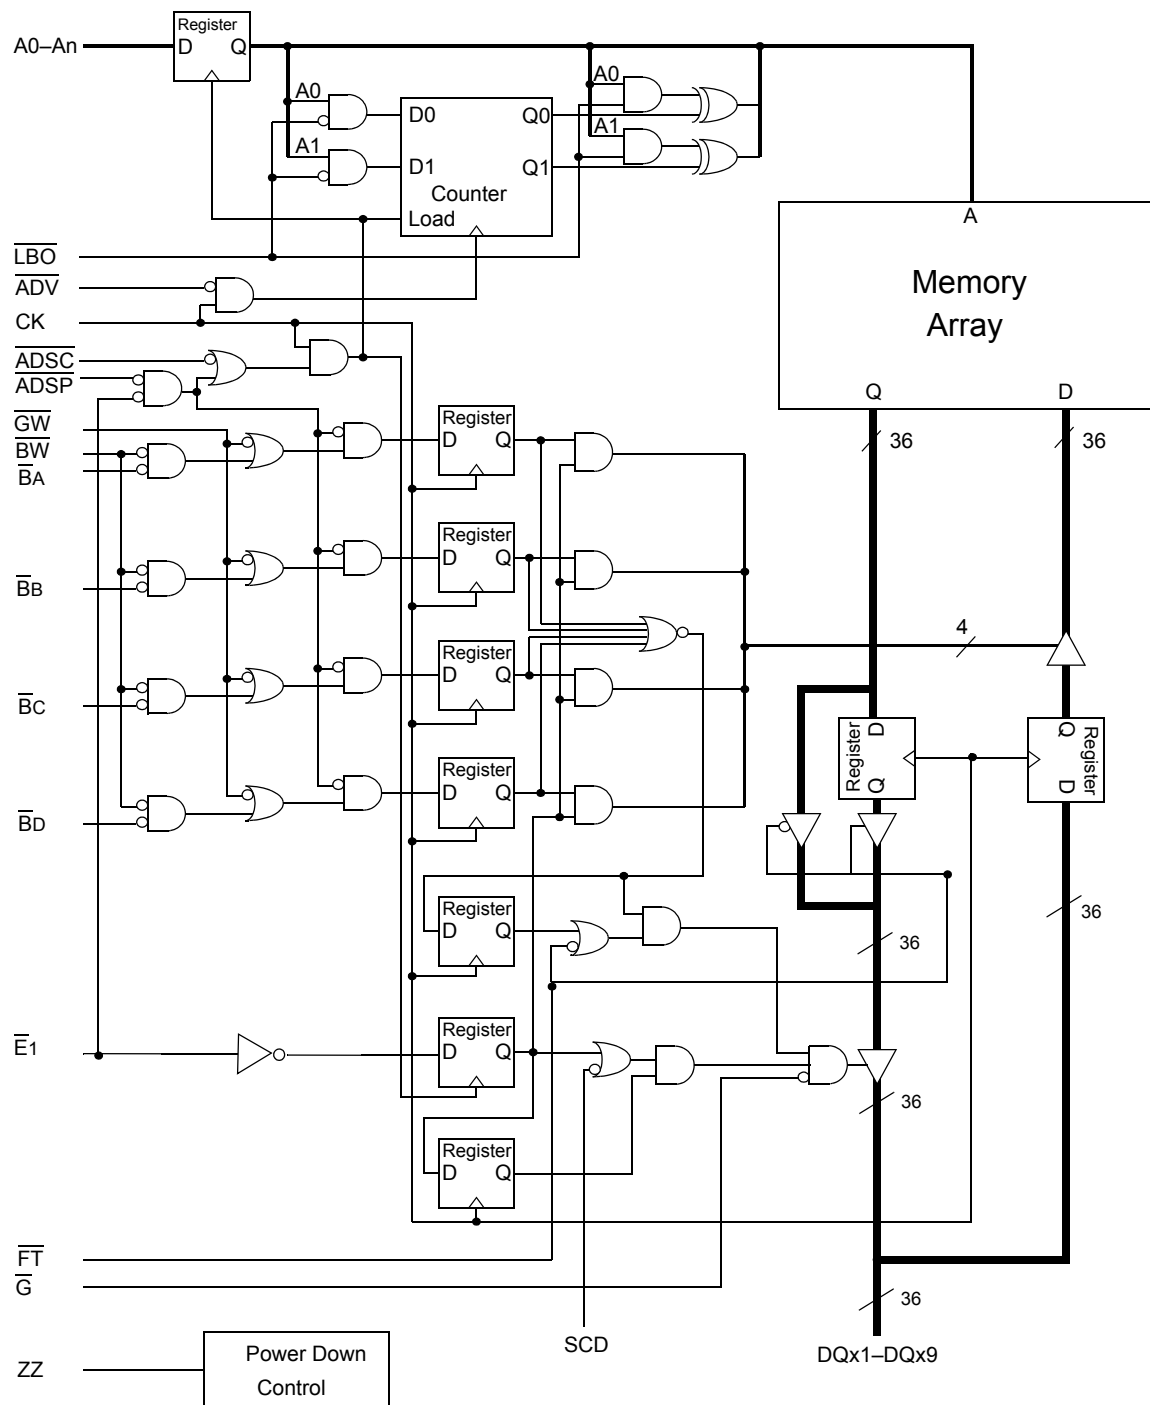 Register
A0–An
D Q
A0
A0
D0 Q0
A1
A1
D1 Q1
Counter
Load
A
LBO
ADV
Memory
CK
Array
ADSC
ADSP
Q D
GW
Register
BW
D Q
36 36
BA
Register
D Q
BB
4
Register
D Q
BC
Register
D
Q
Register
Q
D
Register
D Q
BD
Register
D Q
36
36
Register
D Q
E1
36
Register
D Q
FT
G
36
SCD
DQx1–DQx9
Power Down
ZZ
Control